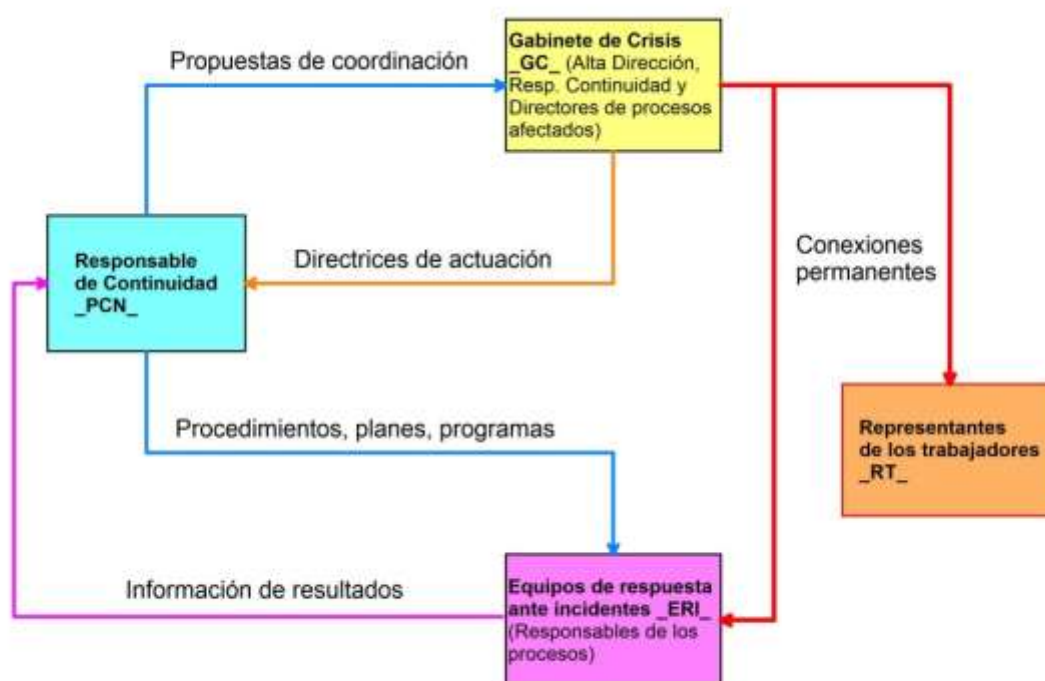 Gabinete de Crisis
_GC_ (Alta Dirección,
Resp. Continuidad y
Directores de procesos
afectados)
Propuestas de coordinación
Responsable
de Continuidad
_PCN_
Directrices de actuación
Conexiones
permanentes
Procedimientos, planes, programas
Representantes
de los trabajadores
_RT_
Información de resultados
Equipos de respuesta
ante incidentes _ERI_
(Responsables de los
procesos)